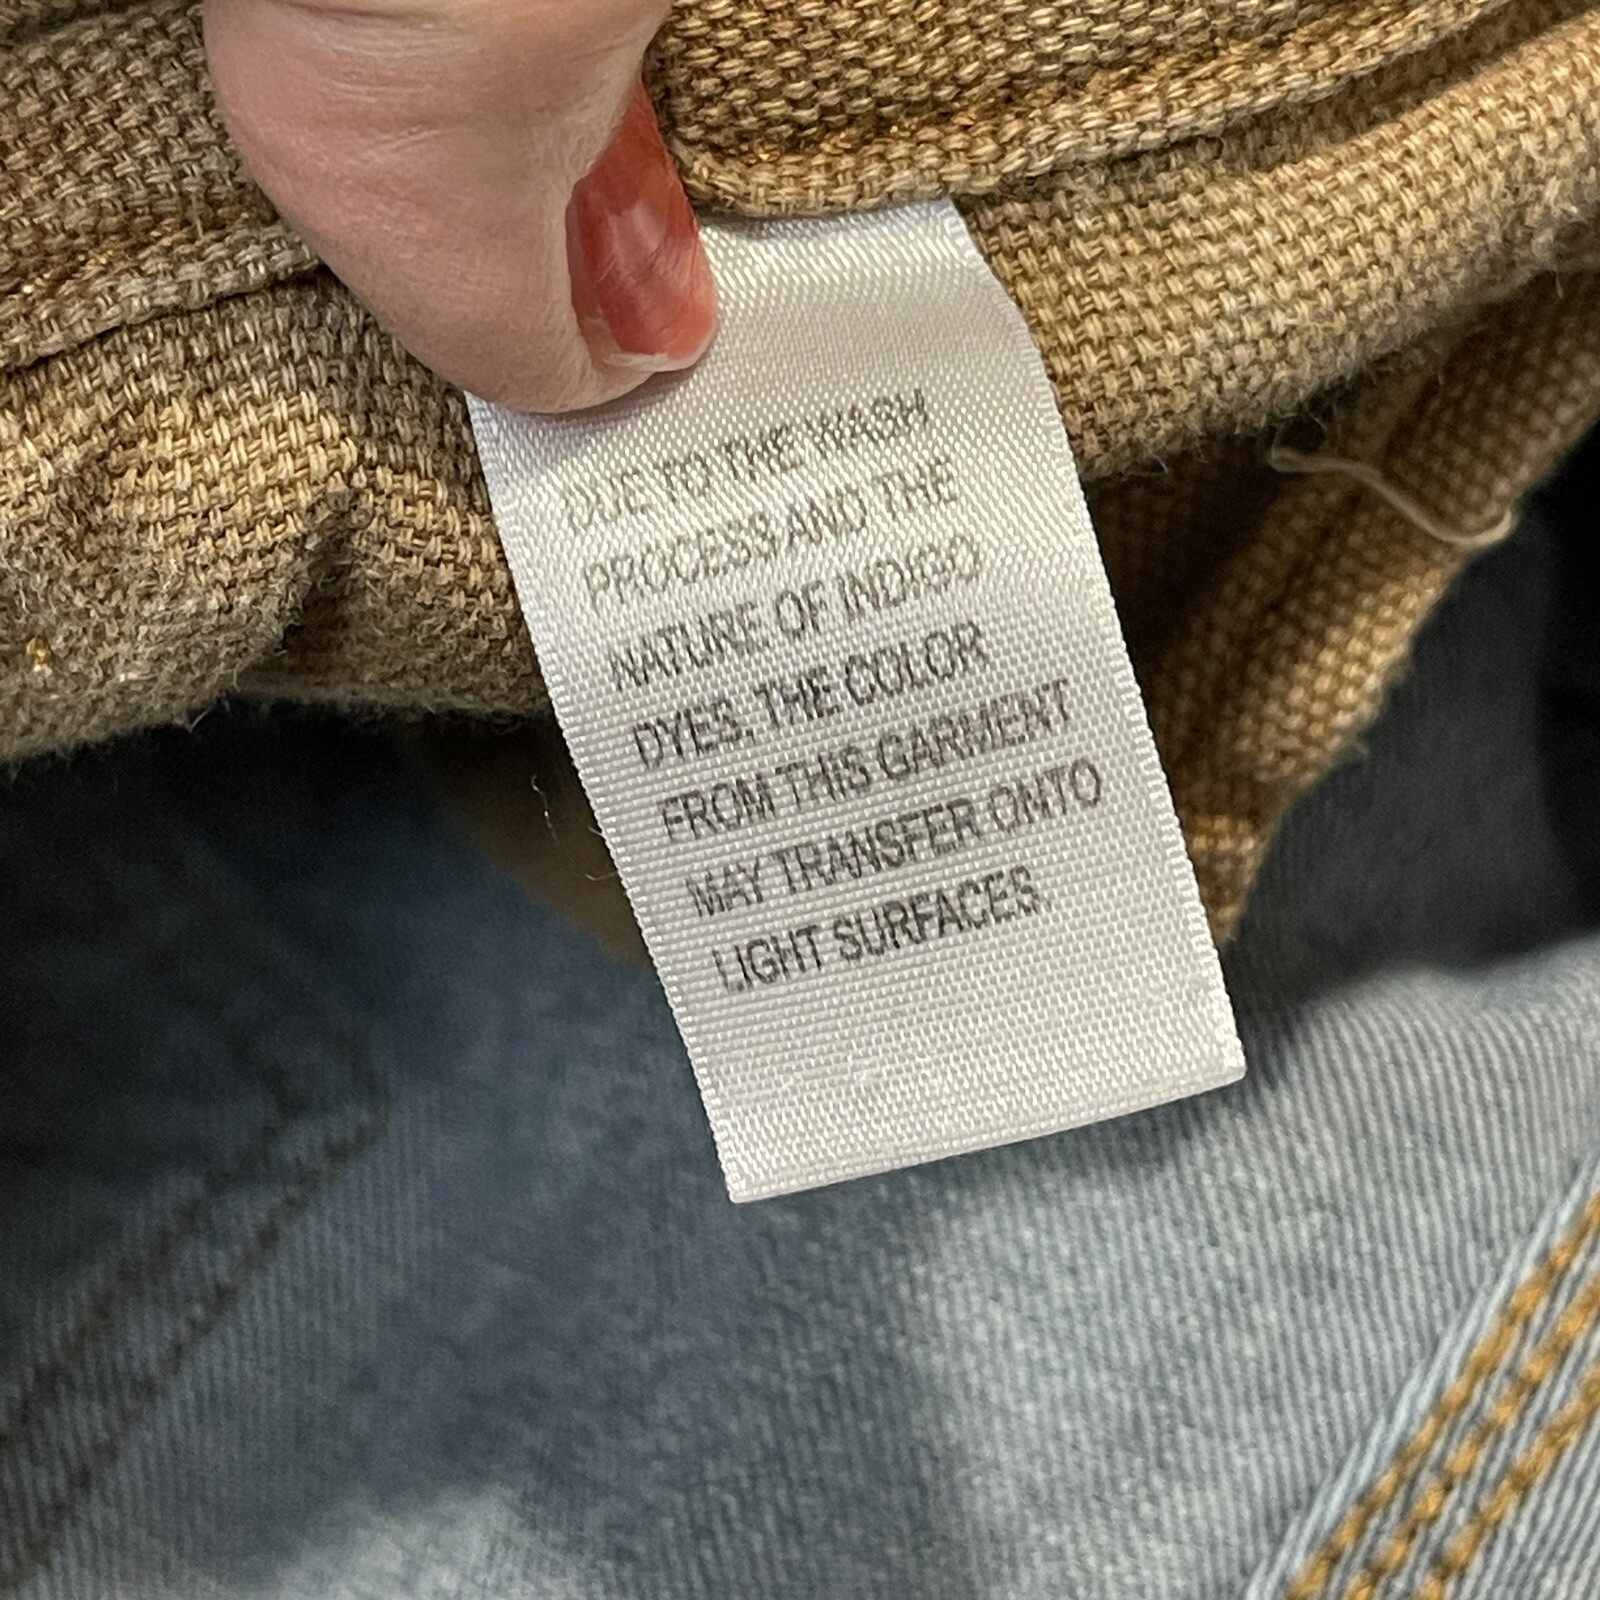 DUE TO THE WASH
PROCESS AND THE
NATURE OF INDIGO
DYES, THE COLOR
FROM THIS GARMENT
MAY TRANSFER ONTO
LIGHT SURFACES.